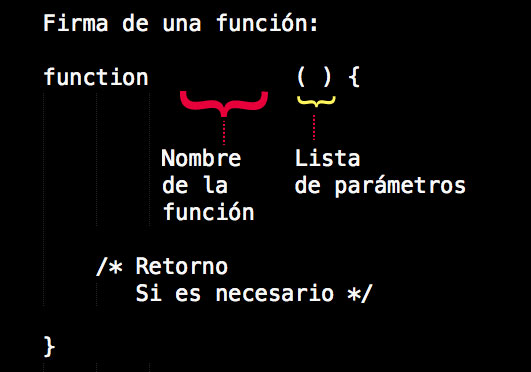 Firma de una función:
function ( ) {
Nombre Lista
de la de parámetros
función
/* Retorno
Si es necesario */
}